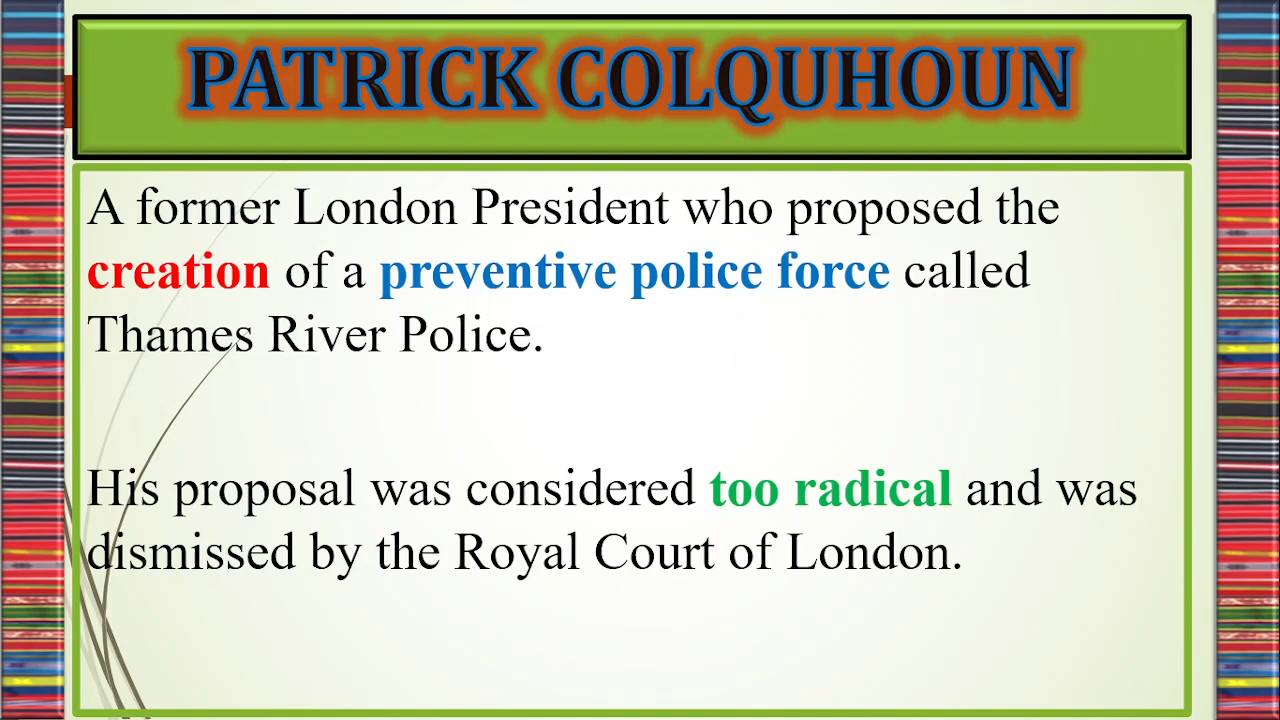 PATRICK COLQUHOUN
A former London President who proposed the
creation of a preventive police force called
Thames River Police.
His proposal was considered too radical and was
dismissed by the Royal Court of London.